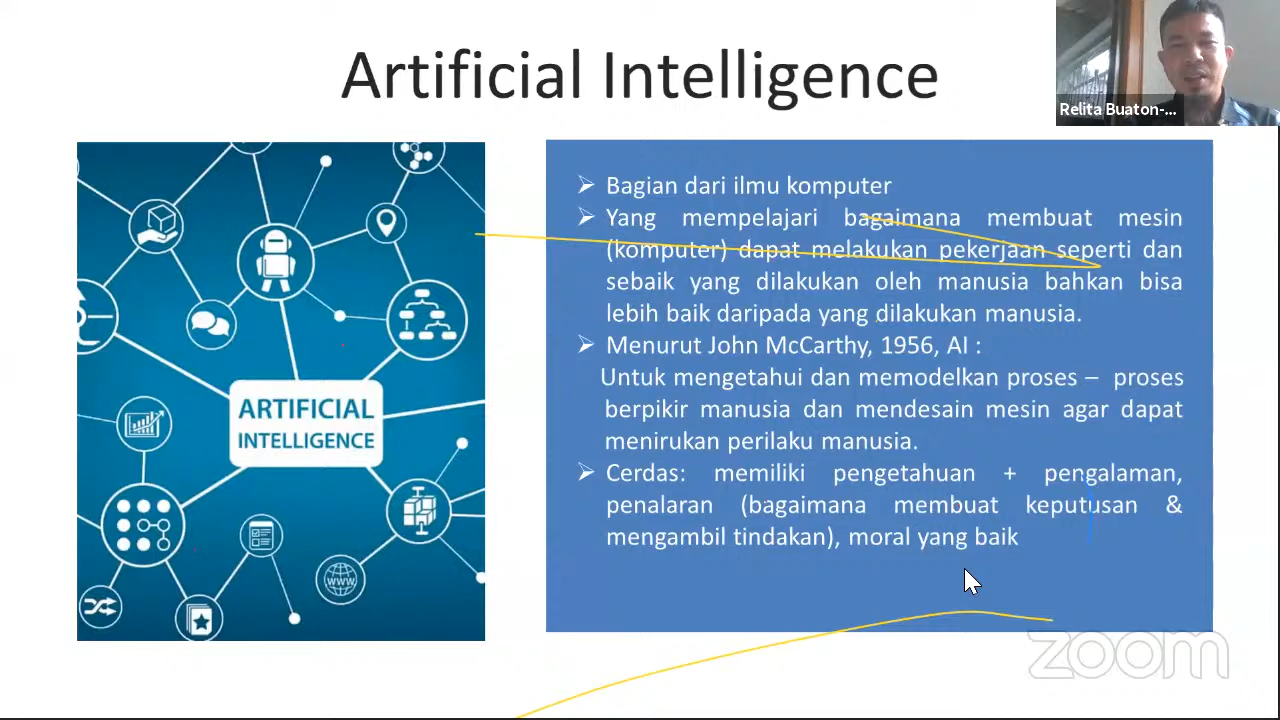 Artificial Intelligence
Relita Buaton-...
ARTIFICIAL
INTELLIGENCE
WWW
➢ Bagian dari ilmu komputer
➢ Yang mempelajari bagaimana membuat mesin
(komputer) dapat melakukan pekerjaan seperti dan
sebaik yang dilakukan oleh manusia bahkan bisa
lebih baik daripada yang dilakukan manusia.
➢ Menurut John McCarthy, 1956, AI :
Untuk mengetahui dan memodelkan proses – proses
berpikir manusia dan mendesain mesin agar dapat
menirukan perilaku manusia.
➢ Cerdas: memiliki pengetahuan + pengalaman,
penalaran (bagaimana membuat keputusan &
mengambil tindakan), moral yang baik
zoom